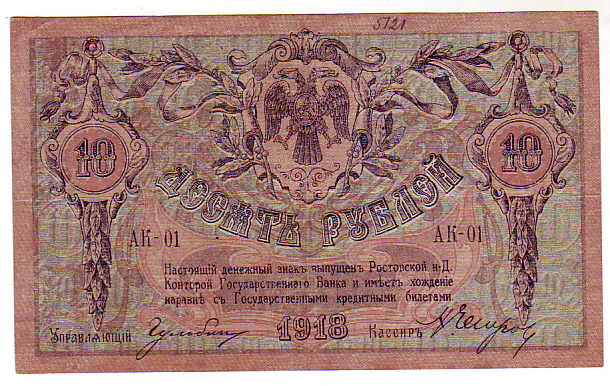 5121
10 10
ДЕСЯТЬ РУБЛЕЙ
АК-01 АК-01
Настоящій денежный знакъ выпущенъ Ростовской н-Д.
Конторой Государственнаго Банка и имѣетъ хожденіе
наравнѣ съ Государственными кредитными билетами
Управляющій 1918 Кассиръ